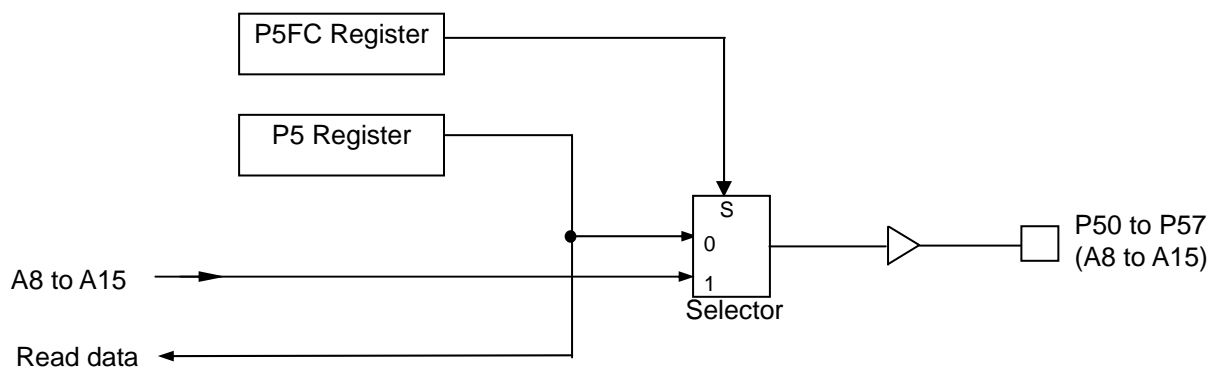 P5FC Register
P5 Register
S
0
1
Selector
A8 to A15
Read data
P50 to P57
(A8 to A15)